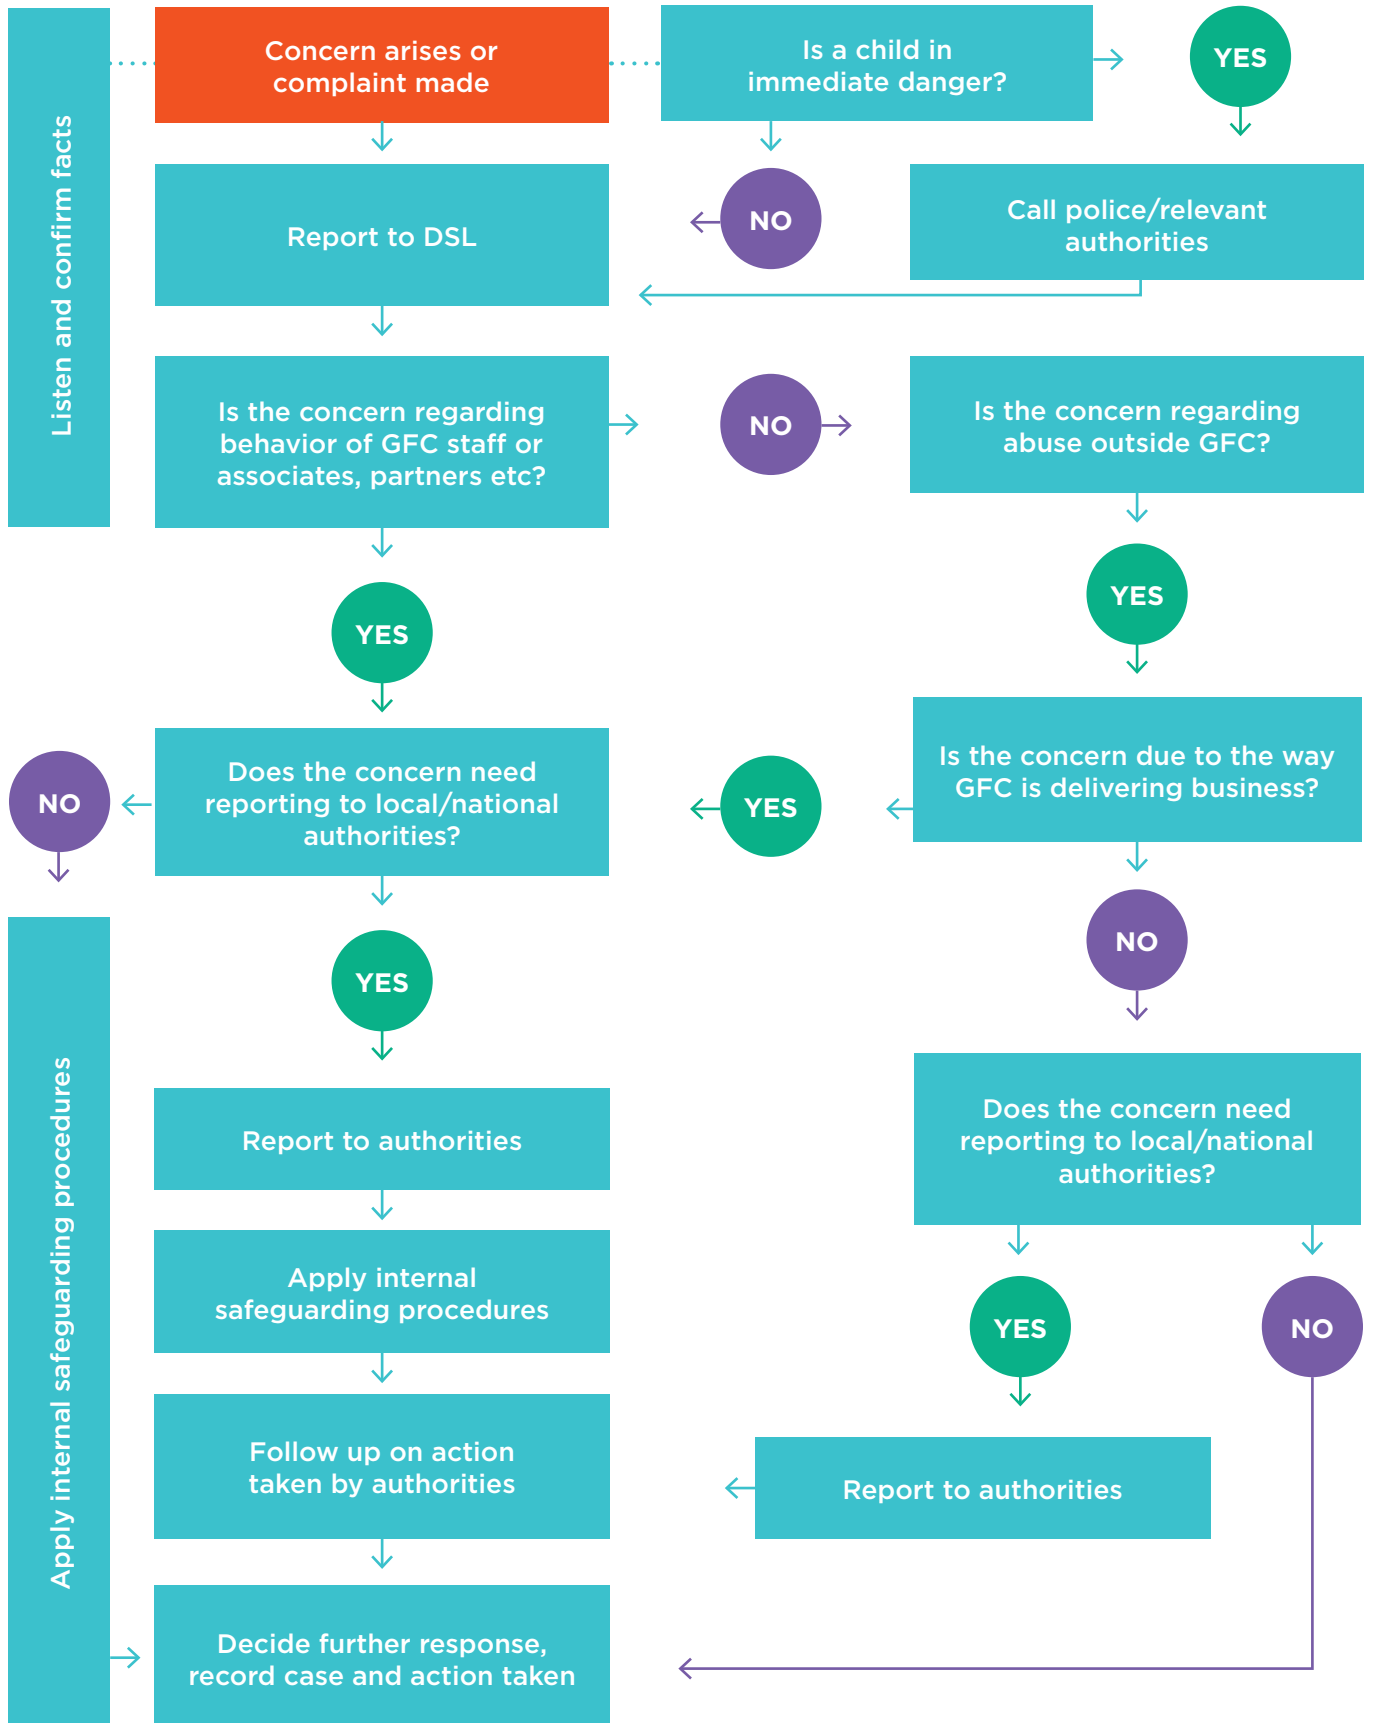 Listen and confirm facts
Concern arises or
complaint made
Is a child in
immediate danger?
YES
Report to DSL
NO
Call police/relevant
authorities
Is the concern regarding
behavior of GFC staff or
associates, partners etc?
NO
Is the concern regarding
abuse outside GFC?
YES
YES
NO
Does the concern need
reporting to local/national
authorities?
YES
Is the concern due to the way
GFC is delivering business?
YES
NO
Apply internal safeguarding procedures
Report to authorities
Does the concern need
reporting to local/national
authorities?
Apply internal
safeguarding procedures
YES
NO
Follow up on action
taken by authorities
Report to authorities
Decide further response,
record case and action taken